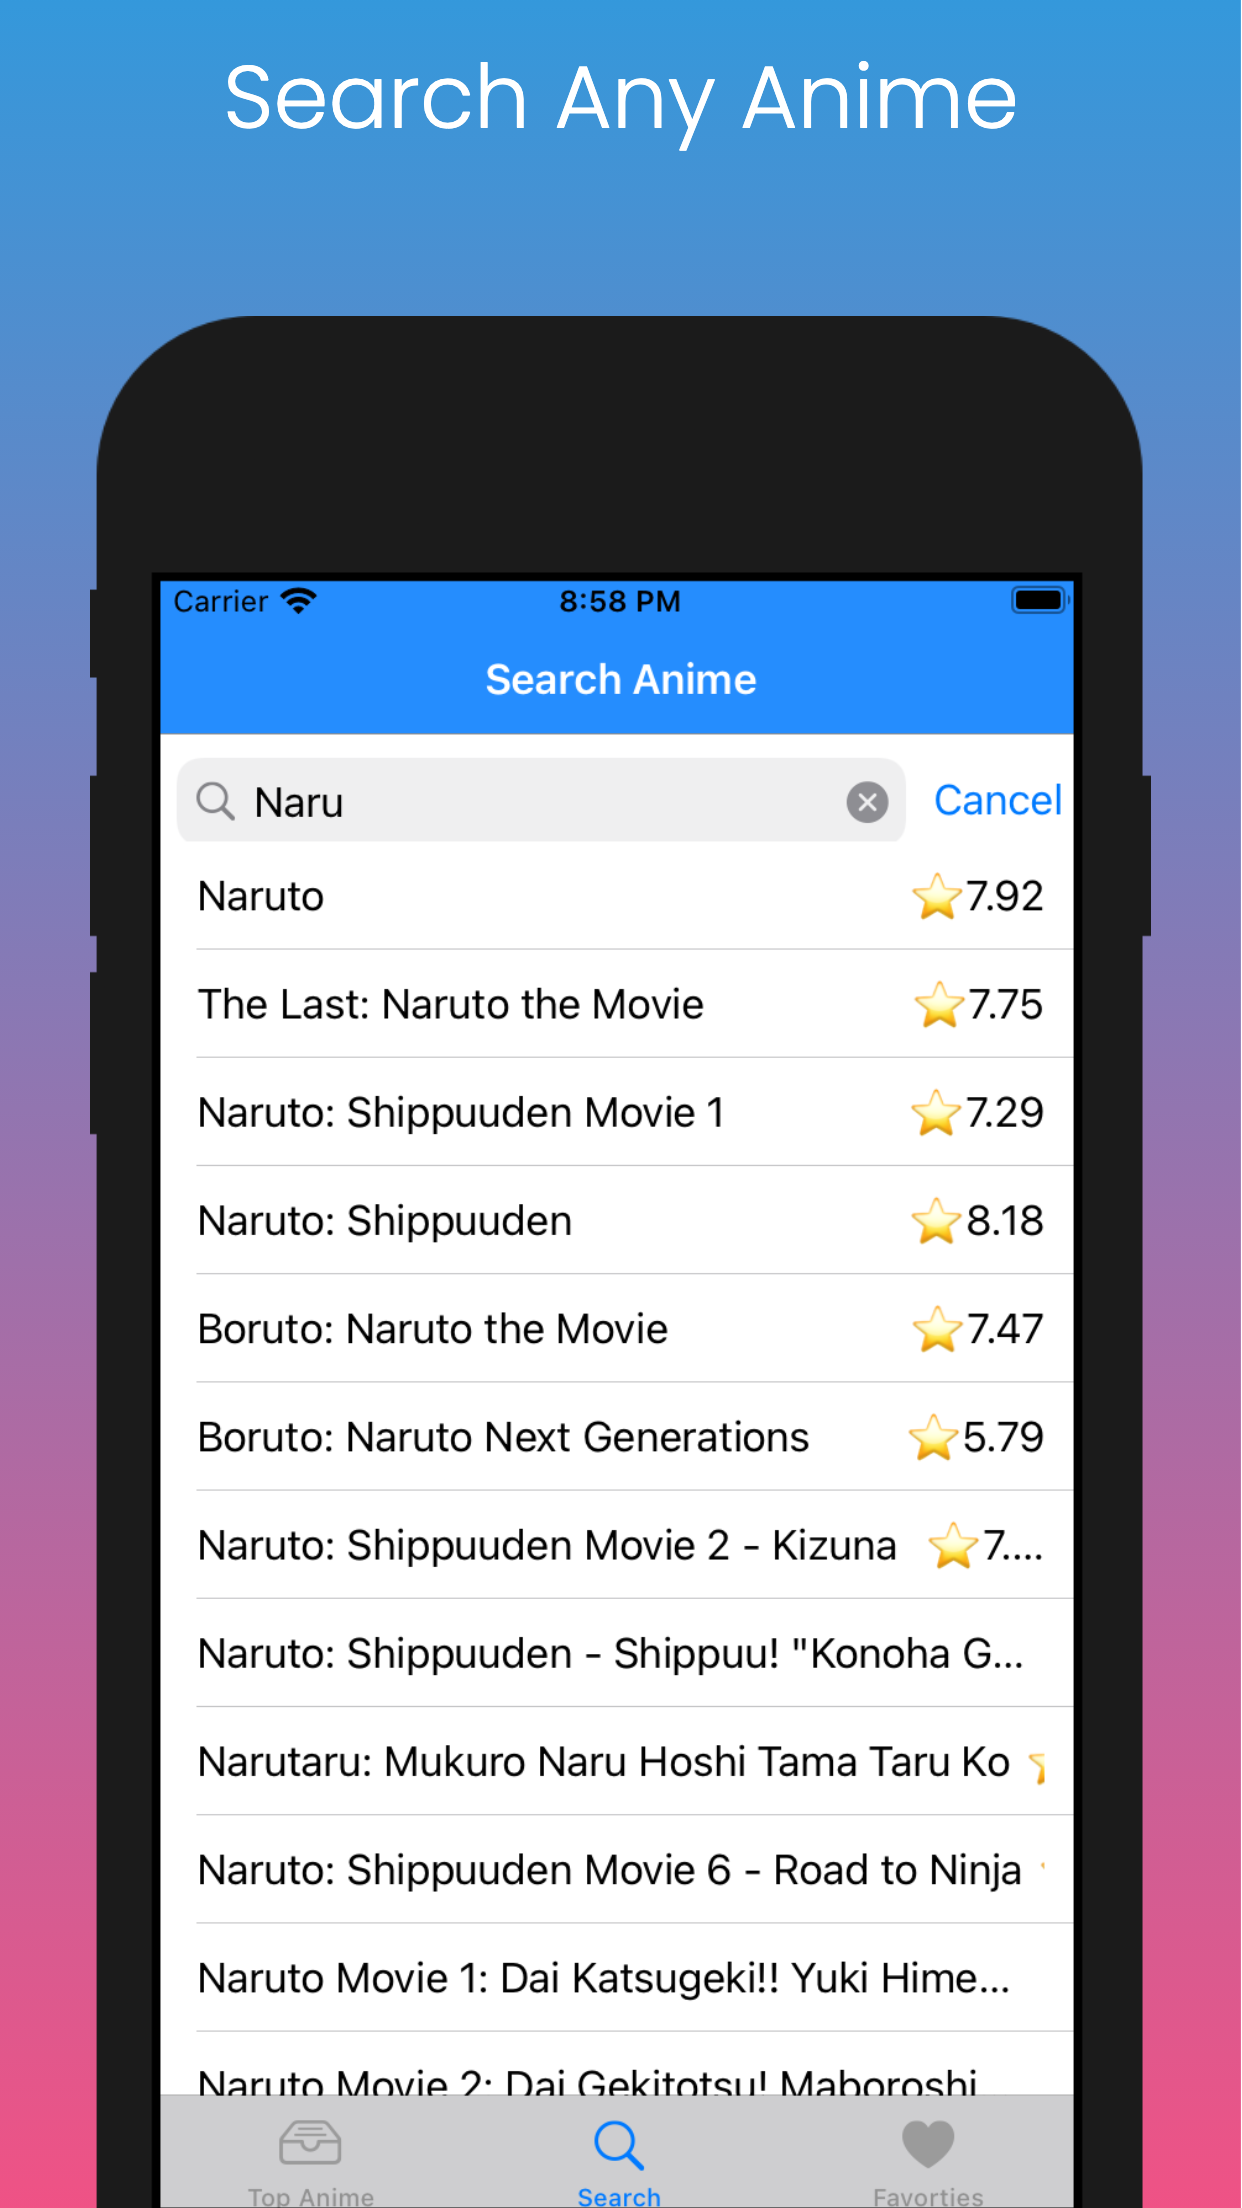 Search Any Anime
Carrier 8:58 PM
Search Anime
Naru Cancel
Naruto ⭐7.92
The Last: Naruto the Movie ⭐7.75
Naruto: Shippuuden Movie 1 ⭐7.29
Naruto: Shippuuden ⭐8.18
Boruto: Naruto the Movie ⭐7.47
Boruto: Naruto Next Generations ⭐5.79
Naruto: Shippuuden Movie 2 - Kizuna ⭐7....
Naruto: Shippuuden - Shippuu! "Konoha G...
Narutaru: Mukuro Naru Hoshi Tama Taru Ko
Naruto: Shippuuden Movie 6 - Road to Ninja
Naruto Movie 1: Dai Katsugeki!! Yuki Hime...
Naruto Movie 2: Dai Gekitotsu! Maboroshi
Top Anime Search Favorties